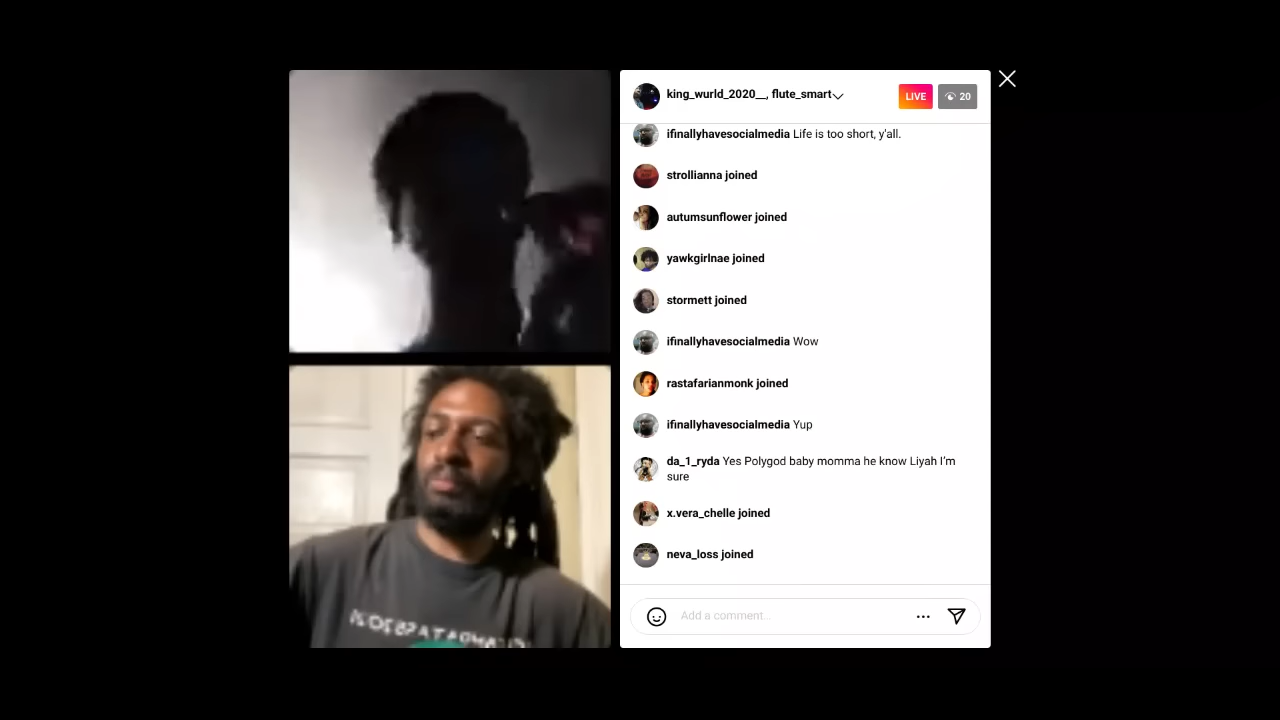 king_wurld_2020__, flute_smart
LIVE
20
ifinallyhavesocialmedia Life is too short, y'all.
strollianna joined
autumsunflower joined
yawkgirlnae joined
stormett joined
ifinallyhavesocialmedia Wow
rastafarianmonk joined
ifinallyhavesocialmedia Yup
da_1_ryda Yes Polygod baby momma he know Liyah I'm
sure
x.vera_chelle joined
neva_loss joined
Add a comment...